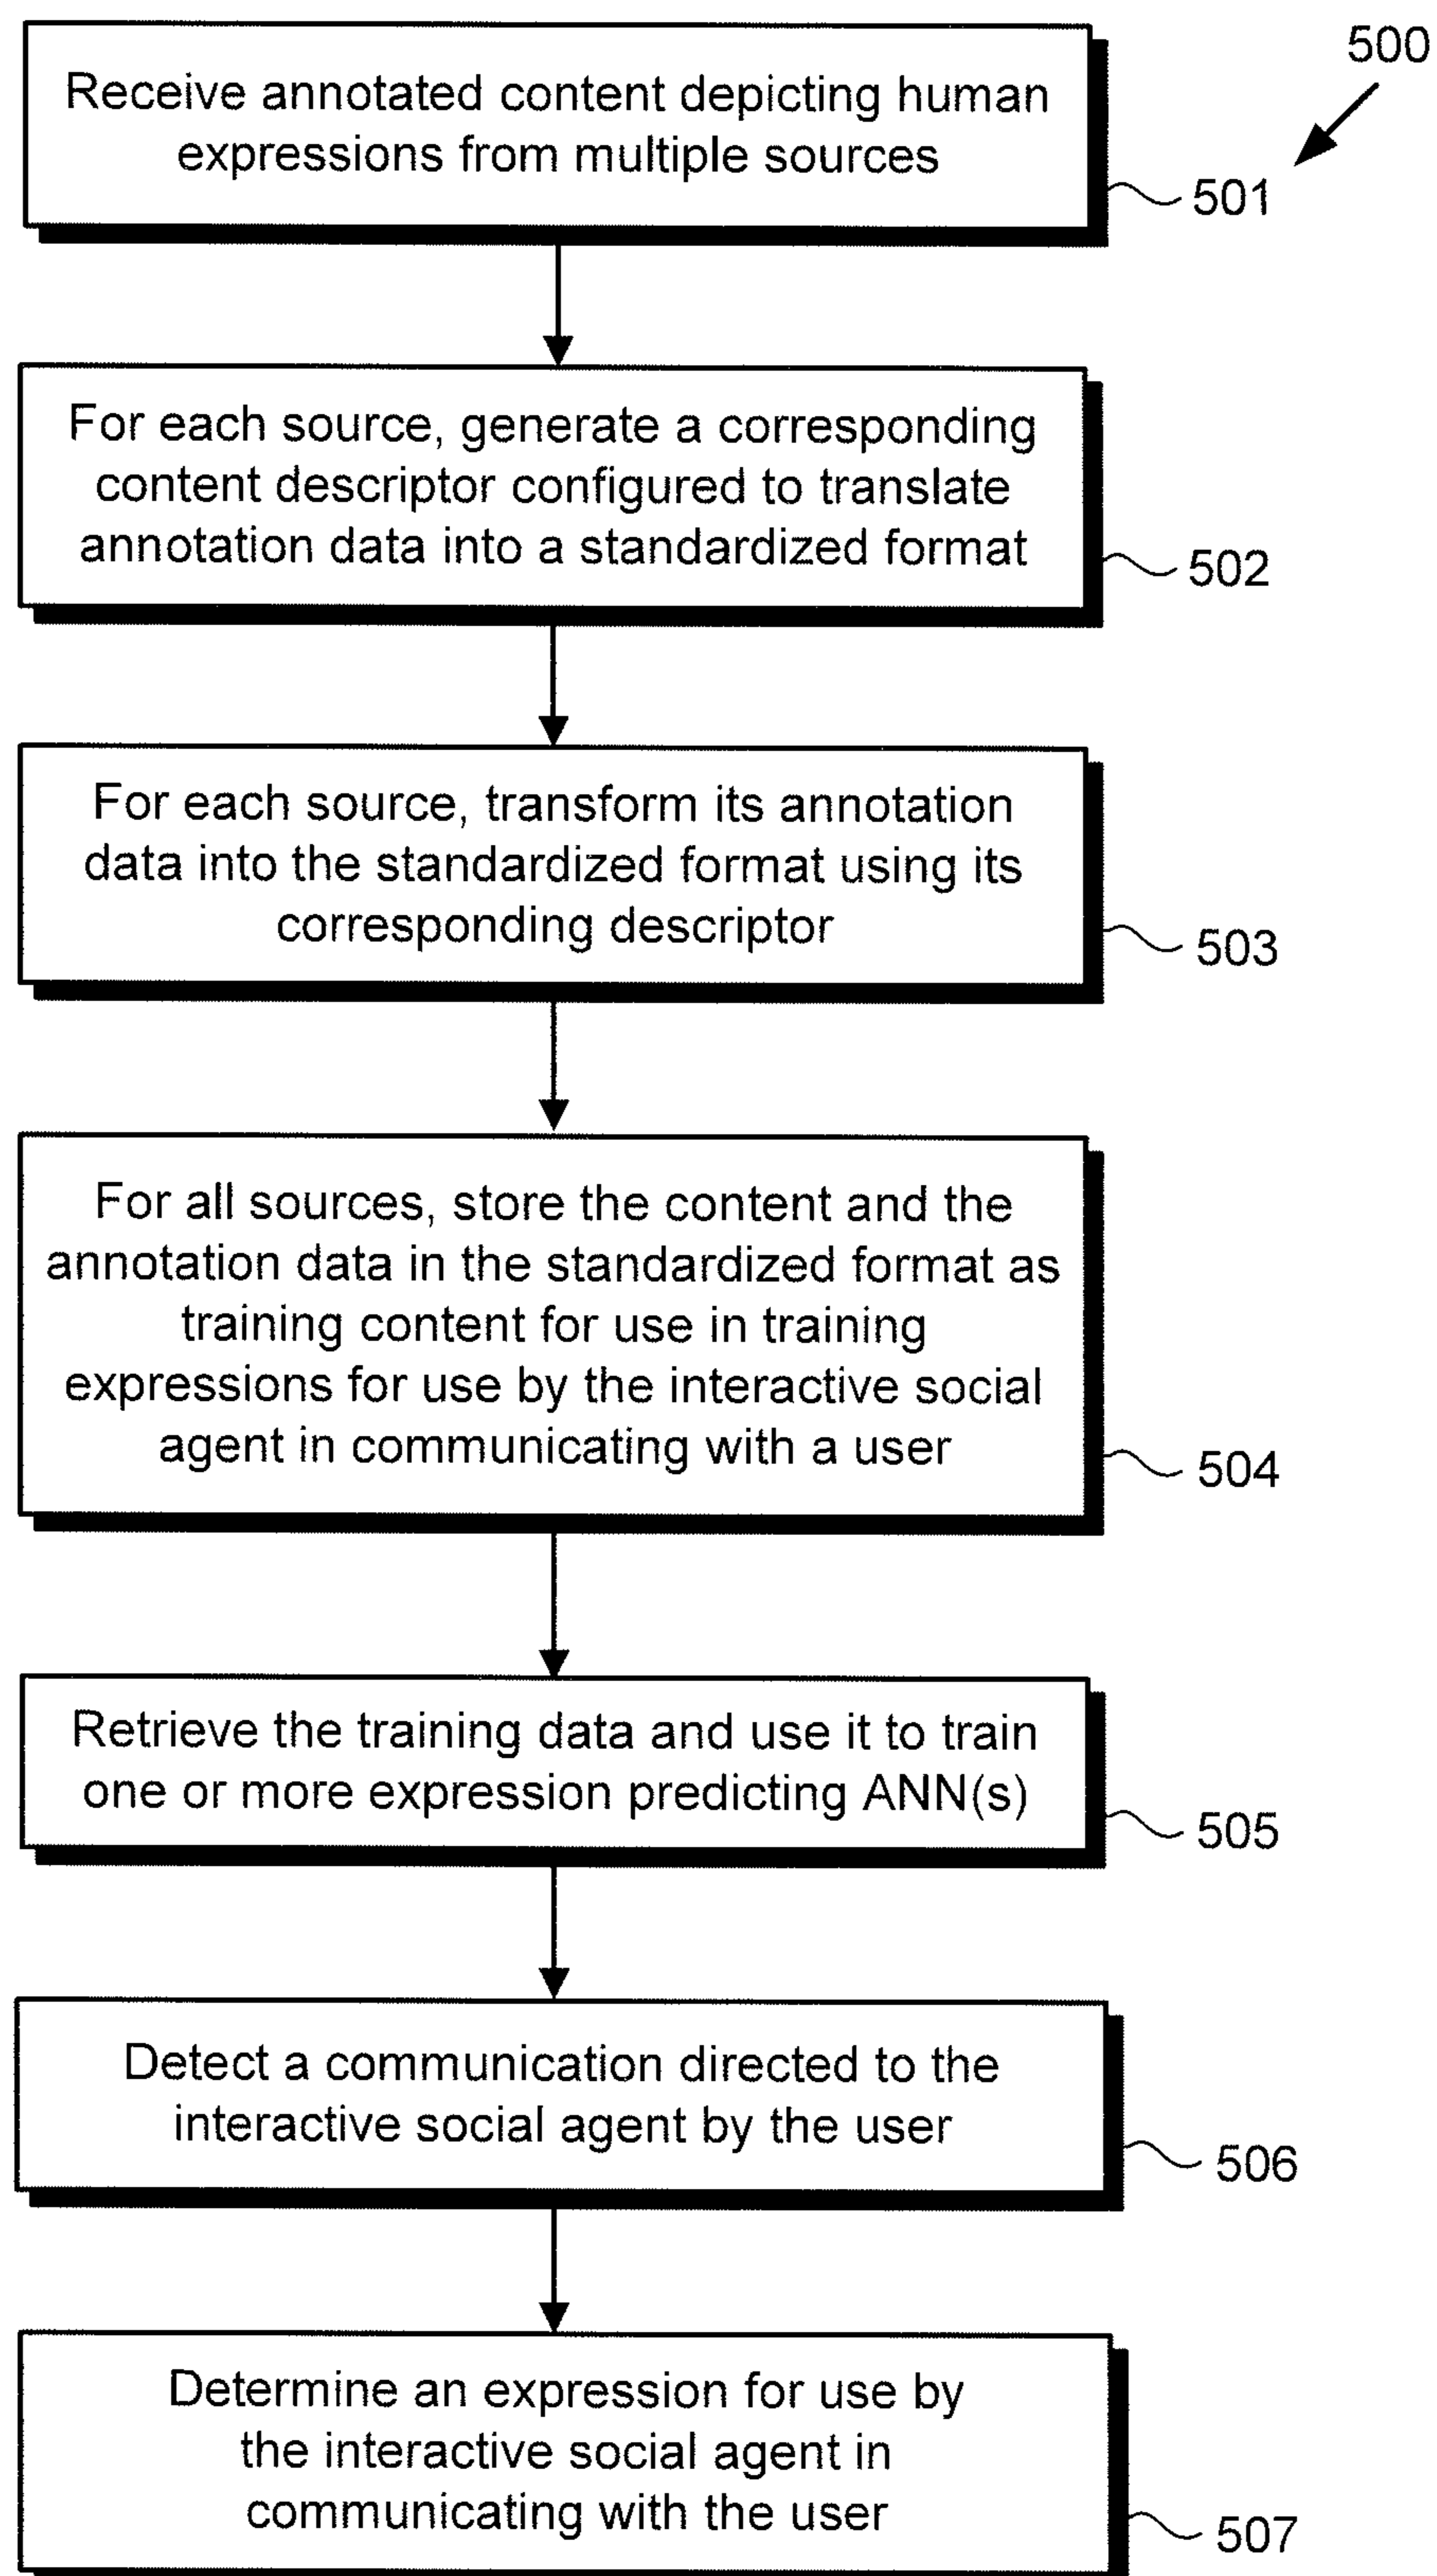 500
Receive annotated content depicting human
expressions from multiple sources
501
For each source, generate a corresponding
content descriptor configured to translate
annotation data into a standardized format
502
For each source, transform its annotation
data into the standardized format using its
corresponding descriptor
503
For all sources, store the content and the
annotation data in the standardized format as
training content for use in training
expressions for use by the interactive social
agent in communicating with a user
504
Retrieve the training data and use it to train
one or more expression predicting ANN(s)
505
Detect a communication directed to the
interactive social agent by the user
506
Determine an expression for use by
the interactive social agent in
communicating with the user
507